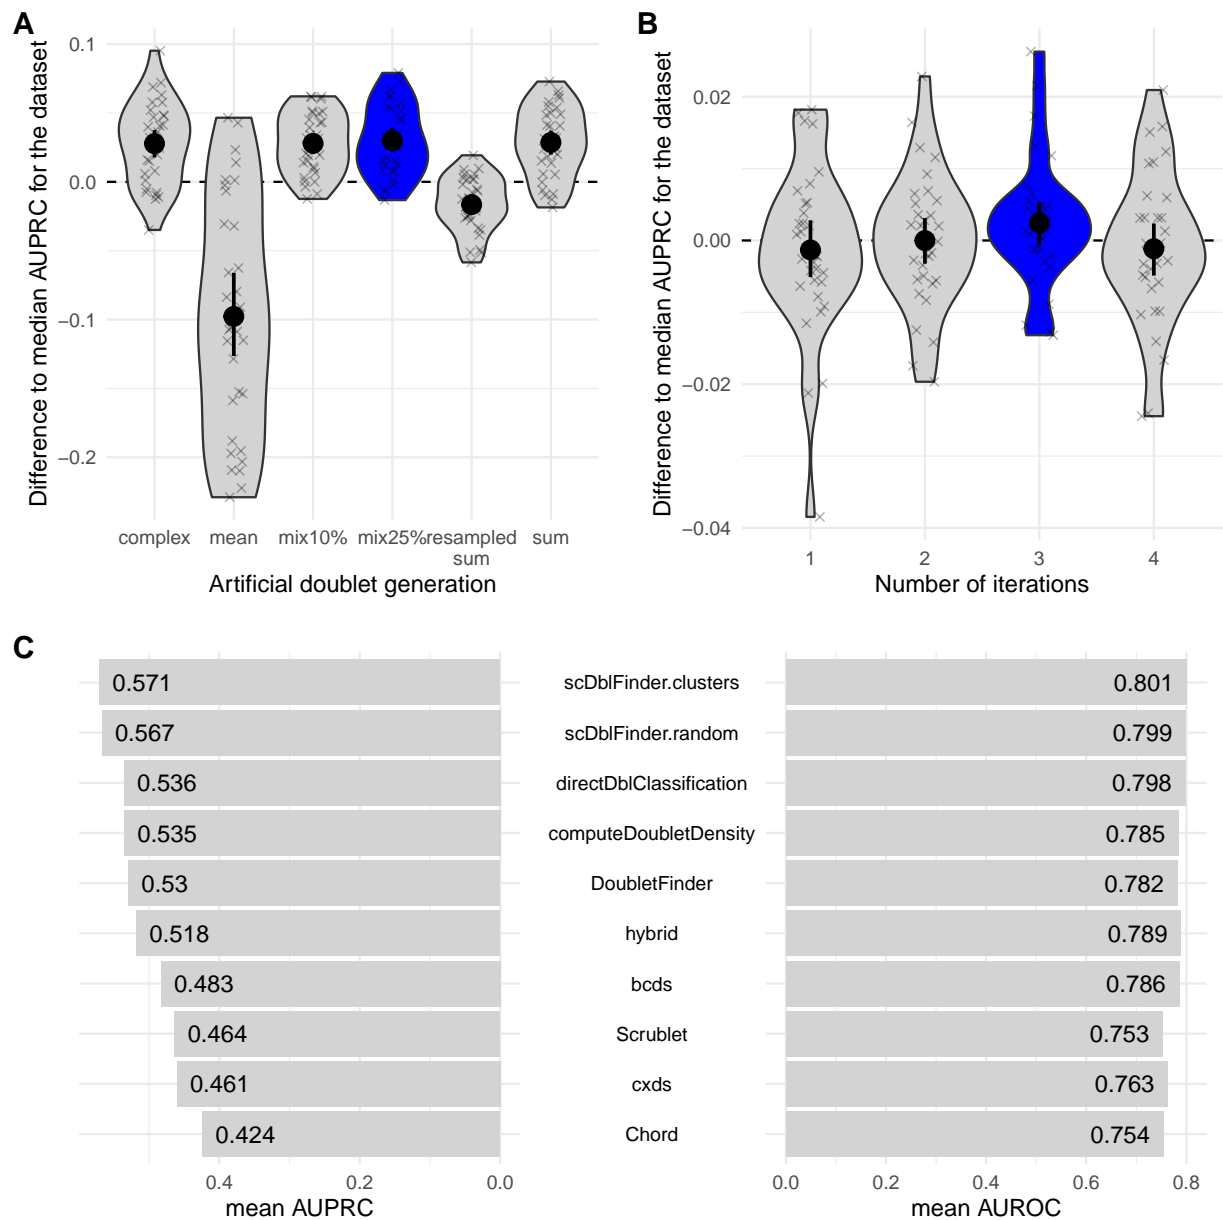 A
Difference to median AUPRC for the dataset
0.1
0.0
−0.1
−0.2
complex mean mix10% mix25% resampled sum
sum
Artificial doublet generation
B
Difference to median AUPRC for the dataset
0.02
0.00
−0.02
−0.04
1 2 3 4
Number of iterations
C
0.571 scDblFinder.clusters 0.801
0.567 scDblFinder.random 0.799
0.536 directDblClassification 0.798
0.535 computeDoubletDensity 0.785
0.53 DoubletFinder 0.782
0.518 hybrid 0.789
0.483 bcds 0.786
0.464 Scrublet 0.753
0.461 cxds 0.763
0.424 Chord 0.754
0.4 0.2 0.0 0.0 0.2 0.4 0.6 0.8
mean AUPRC mean AUROC